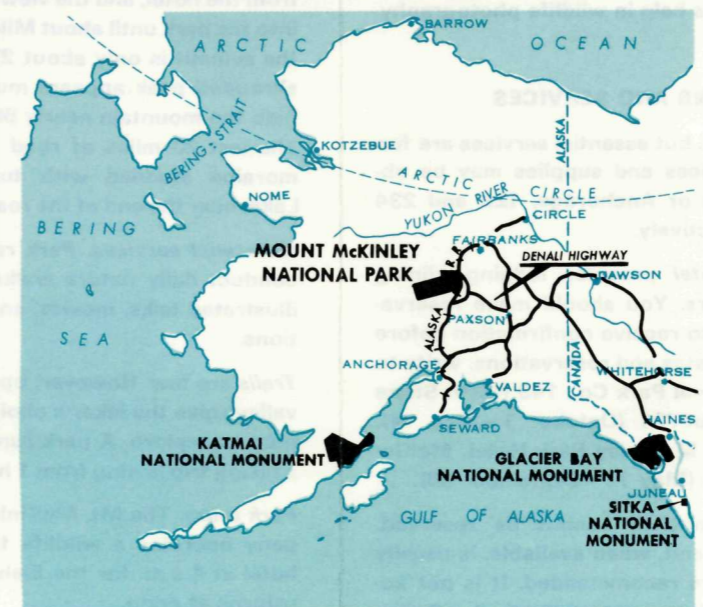 BARROW
ARCTIC OCEAN
BERING STRAIT
KOTZEBUE
ALASKA
ARCTIC CIRCLE
NOME
YUKON RIVER
CIRCLE
BERING
SEA
FAIRBANKS
MOUNT McKINLEY
NATIONAL PARK
DENALI HIGHWAY
DAWSON
ALASKA R.R.
PAXSON
ANCHORAGE
CANADA
WHITEHORSE
VALDEZ
SEWARD
HAINES
KATMAI
NATIONAL MONUMENT
GLACIER BAY
NATIONAL MONUMENT
JUNEAU
GULF OF ALASKA
SITKA
NATIONAL
MONUMENT